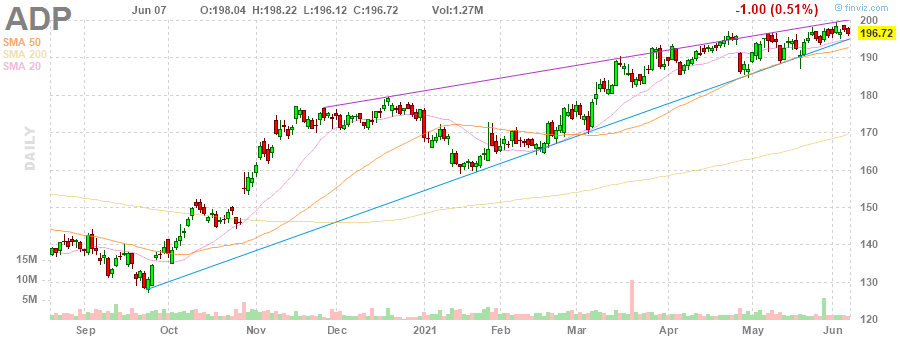 © finviz.com
ADP
Jun 07 O:198.04 H:198.22 L:196.12 C:196.72 Vol:1.27M -1.00 (0.51%)
SMA 50
SMA 200
SMA 20
200
196.72
190
180
170
DAILY
160
150
140
15M
10M
130
5M
120
Sep Oct Nov Dec 2021 Feb Mar Apr May Jun